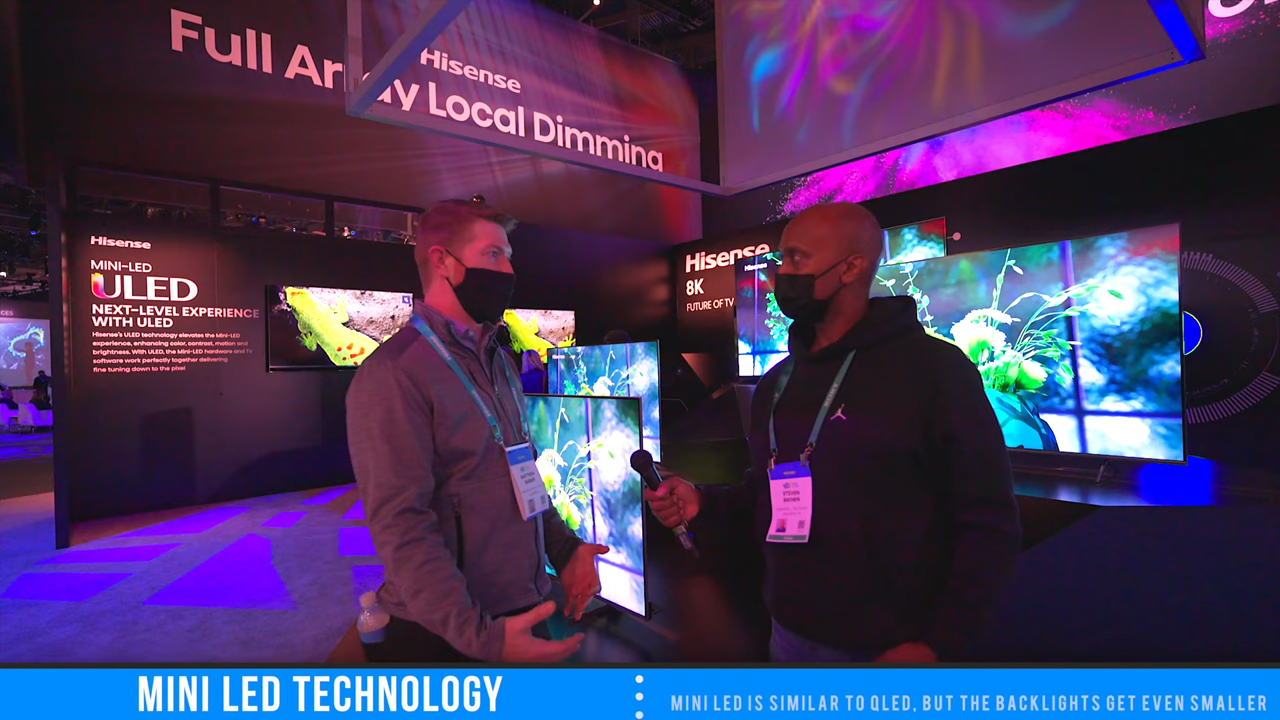 Hisense
Full Array Local Dimming
Hisense
MINI-LED
ULED
NEXT-LEVEL EXPERIENCE
WITH ULED
Hisense's ULED technology elevates the Mini-LED
experience, enhancing color, contrast, motion and
brightness. With ULED, the Mini-LED hardware and TV
software work perfectly together delivering
fine tuning down to the pixel
Hisense
8K
FUTURE OF TV
Hisense
CES
STEVEN
MINI LED TECHNOLOGY
MINI LED IS SIMILAR TO QLED, BUT THE BACKLIGHTS GET EVEN SMALLER